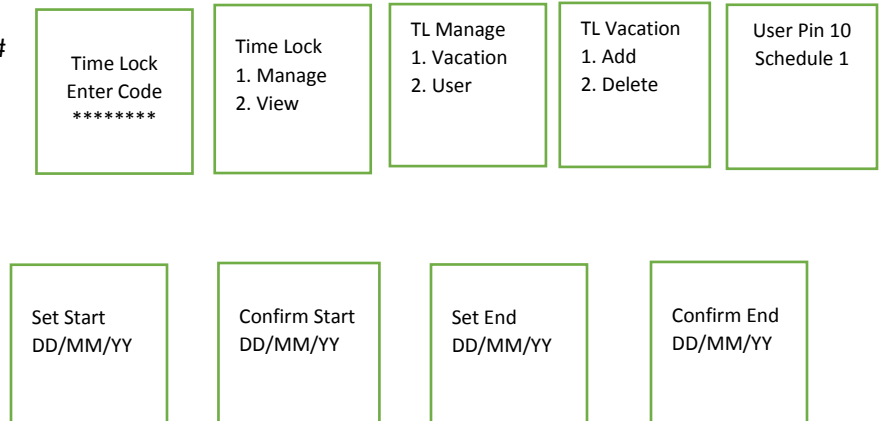 #
Time Lock
Enter Code
********
Time Lock
1. Manage
2. View
TL Manage
1. Vacation
2. User
TL Vacation
1. Add
2. Delete
User Pin 10
Schedule 1
Set Start
DD/MM/YY
Confirm Start
DD/MM/YY
Set End
DD/MM/YY
Confirm End
DD/MM/YY